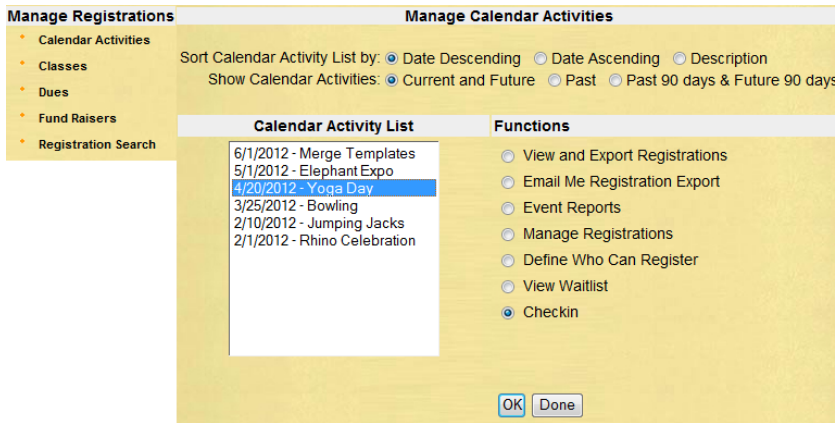 Manage Registrations
Calendar Activities
Classes
Dues
Fund Raisers
Registration Search
Manage Calendar Activities
Sort Calendar Activity List by: Date Descending Date Ascending Description
Show Calendar Activities: Current and Future Past Past 90 days & Future 90 days
Calendar Activity List
6/1/2012 - Merge Templates
5/1/2012 - Elephant Expo
4/20/2012 - Yoga Day
3/25/2012 - Bowling
2/10/2012 - Jumping Jacks
2/1/2012 - Rhino Celebration
Functions
View and Export Registrations
Email Me Registration Export
Event Reports
Manage Registrations
Define Who Can Register
View Waitlist
Checkin
OK Done